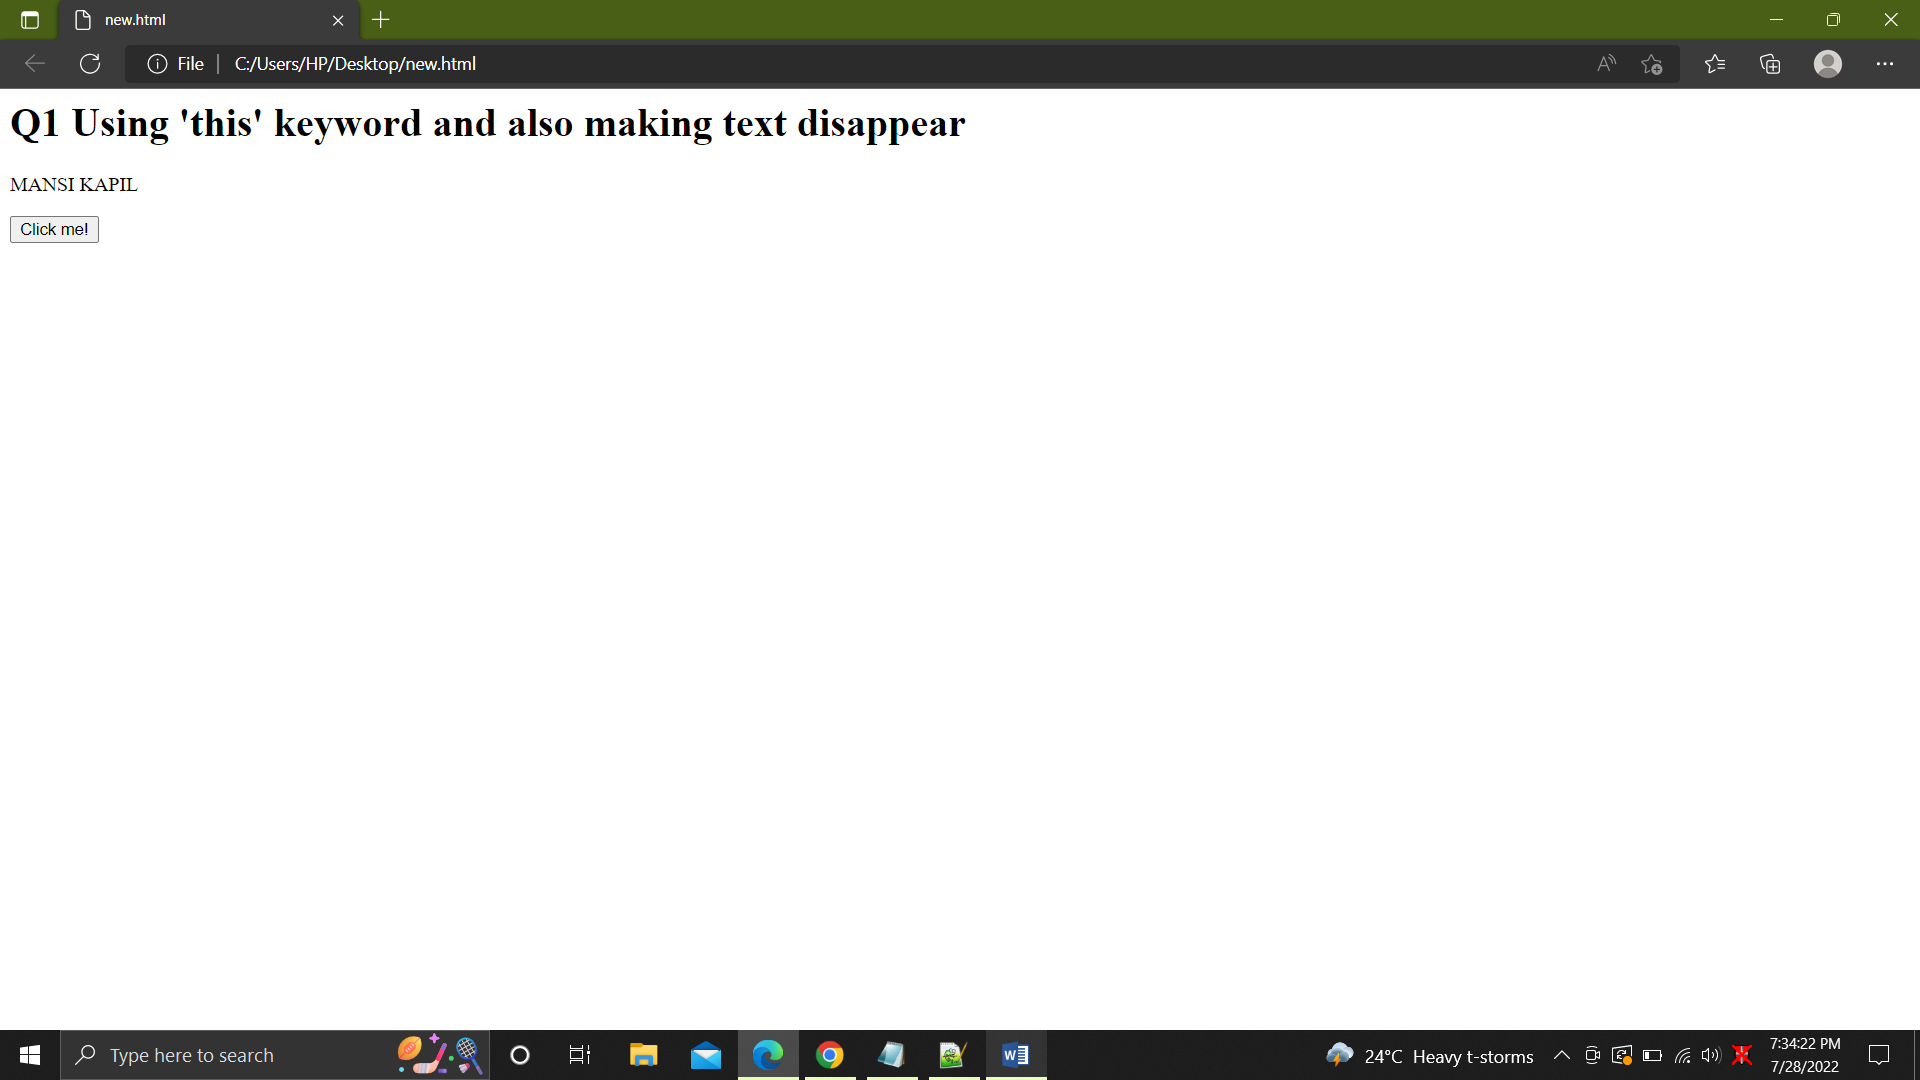 new.html
File
C:/Users/HP/Desktop/new.html
Q1 Using 'this' keyword and also making text disappear
MANSI KAPIL
Click me!
Type here to search
24°C Heavy t-storms
7:34:22 PM
7/28/2022